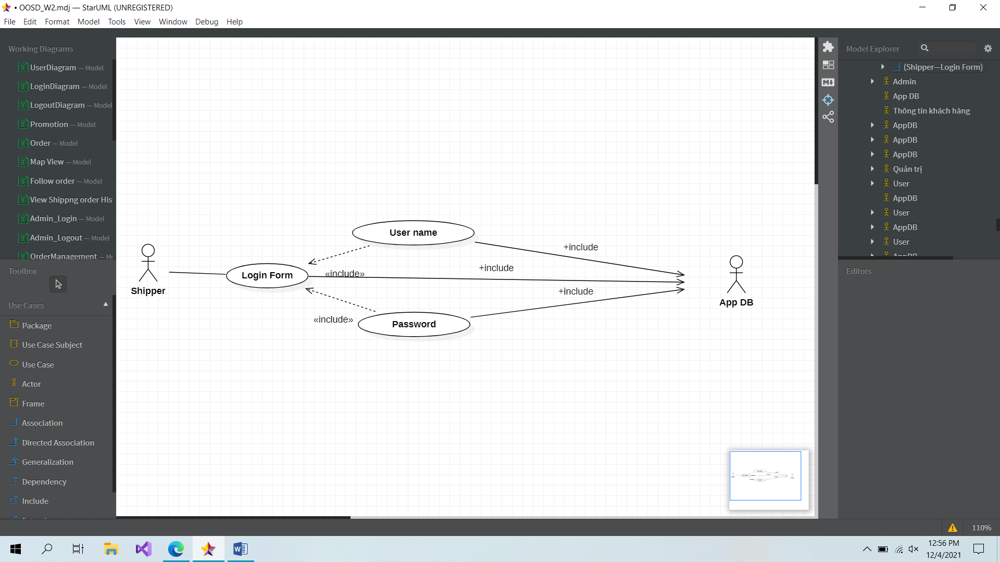 • OOSD_W2.mdj — StarUML (UNREGISTERED)
File Edit Format Model Tools View Window Debug Help
Working Diagrams
UserDiagram — Model
LoginDiagram — Model
LogoutDiagram — Model
Promotion — Model
Order — Model
Map View — Model
Follow order — Model
View Shippng order His
Admin_Login — Model
Admin_Logout — Model
OrderManagement — Mo
Toolbox
Use Cases
Package
Use Case Subject
Use Case
Actor
Frame
Association
Directed Association
Generalization
Dependency
Include
User name
Login Form
Password
Shipper
App DB
«include»
«include»
+include
+include
+include
Model Explorer
(Shipper—Login Form)
Admin
App DB
Thông tin khách hàng
AppDB
AppDB
AppDB
Quản trị
User
AppDB
User
AppDB
User
AppDB
Editors
110%
12:56 PM
12/4/2021